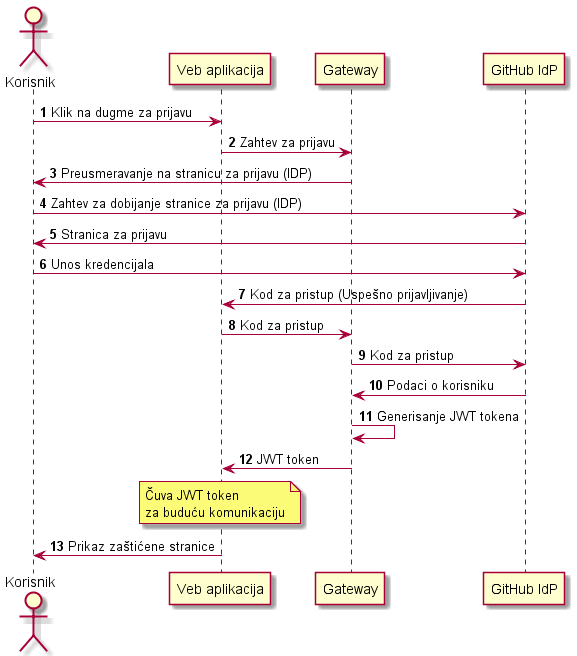 Korisnik
Veb aplikacija
Gateway
GitHub IdP
1 Klik na dugme za prijavu
2 Zahtev za prijavu
3 Preusmeravanje na stranicu za prijavu (IDP)
4 Zahtev za dobijanje stranice za prijavu (IDP)
5 Stranica za prijavu
6 Unos kredencijala
7 Kod za pristup (Uspešno prijavljivanje)
8 Kod za pristup
9 Kod za pristup
10 Podaci o korisniku
11 Generisanje JWT tokena
12 JWT token
Čuva JWT token
za buduću komunikaciju
13 Prikaz zaštićene stranice
Korisnik
Veb aplikacija
Gateway
GitHub IdP